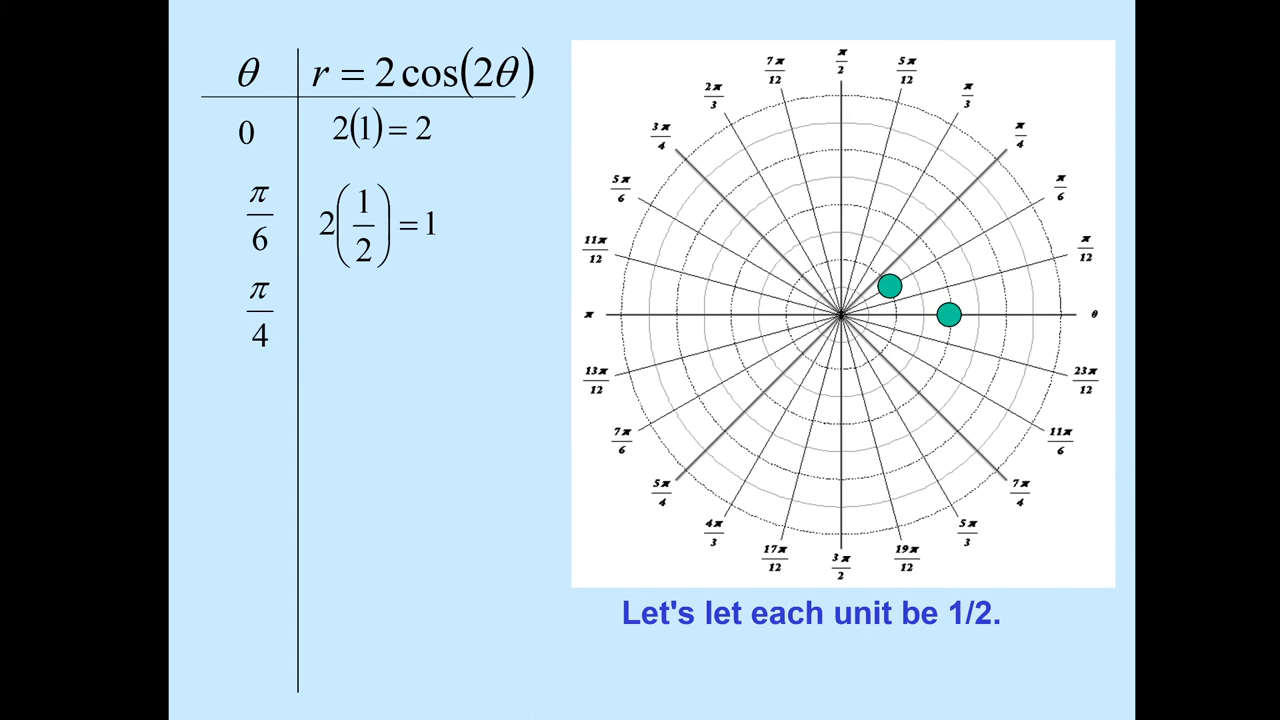 θ r = 2 cos(2θ)
0 2(1) = 2
π/6 2(1/2) = 1
π/4
π/2
7π/12 5π/12
2π/3 π/3
3π/4 π/4
5π/6 π/6
11π/12 π/12
π θ
13π/12 23π/12
7π/6 11π/6
5π/4 7π/4
4π/3 5π/3
17π/12 19π/12
3π/2
Let's let each unit be 1/2.